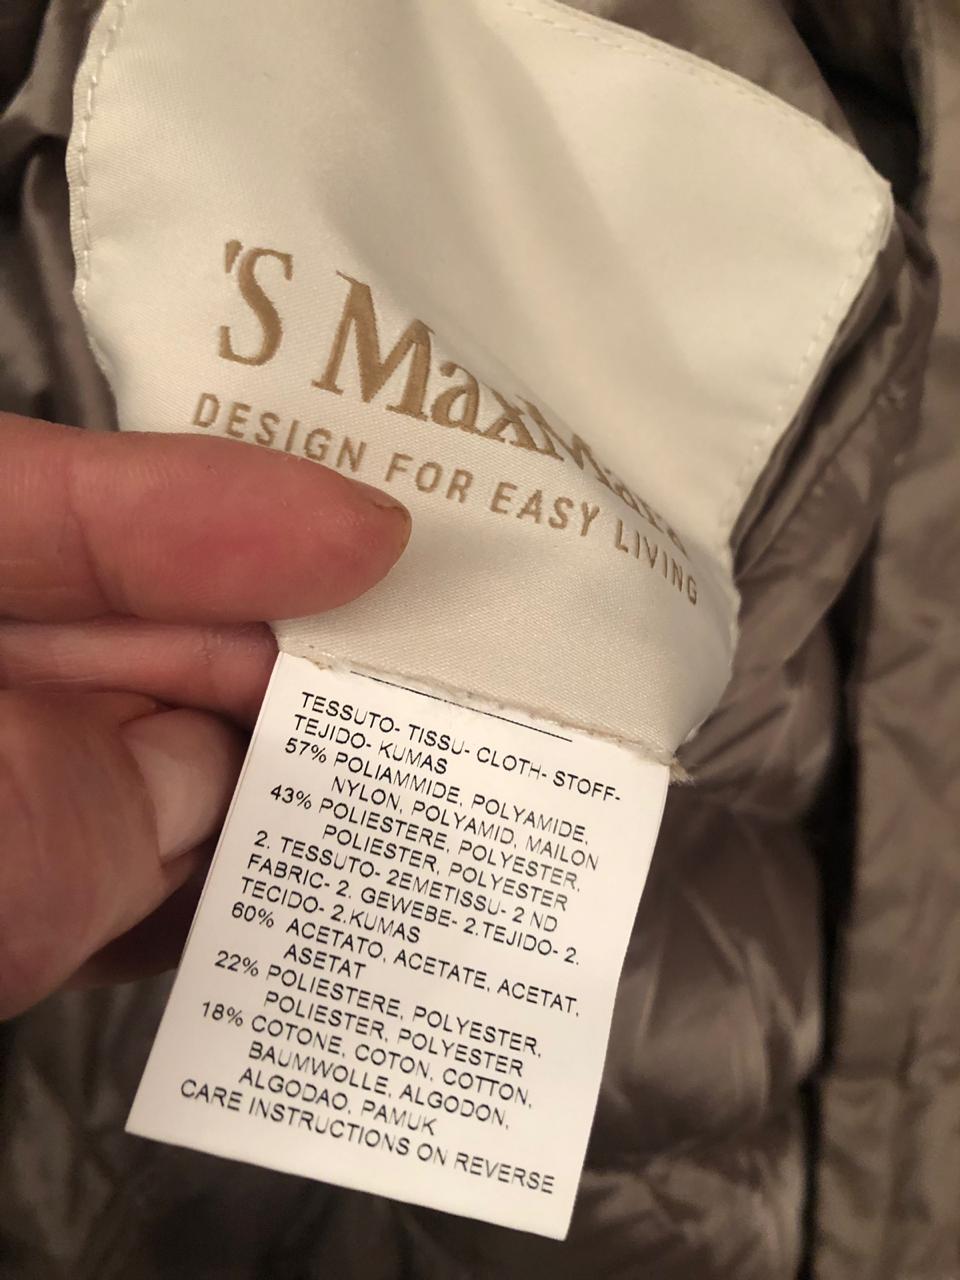 'S MaxMara
DESIGN FOR EASY LIVING
TESSUTO- TISSU- CLOTH- STOFF-
TEJIDO- KUMAS
57% POLIAMMIDE, POLYAMIDE,
NYLON, POLYAMID, MAILON
43% POLIESTERE, POLYESTER,
POLIESTER, POLYESTER
2. TESSUTO- 2EMETISSU- 2 ND
FABRIC- 2. GEWEBE- 2.TEJIDO- 2.
TECIDO- 2.KUMAS
60% ACETATO, ACETATE, ACETAT,
ASETAT
22% POLIESTERE, POLYESTER,
POLIESTER, POLYESTER
18% COTONE, COTON, COTTON,
BAUMWOLLE, ALGODON,
ALGODAO, PAMUK
CARE INSTRUCTIONS ON REVERSE